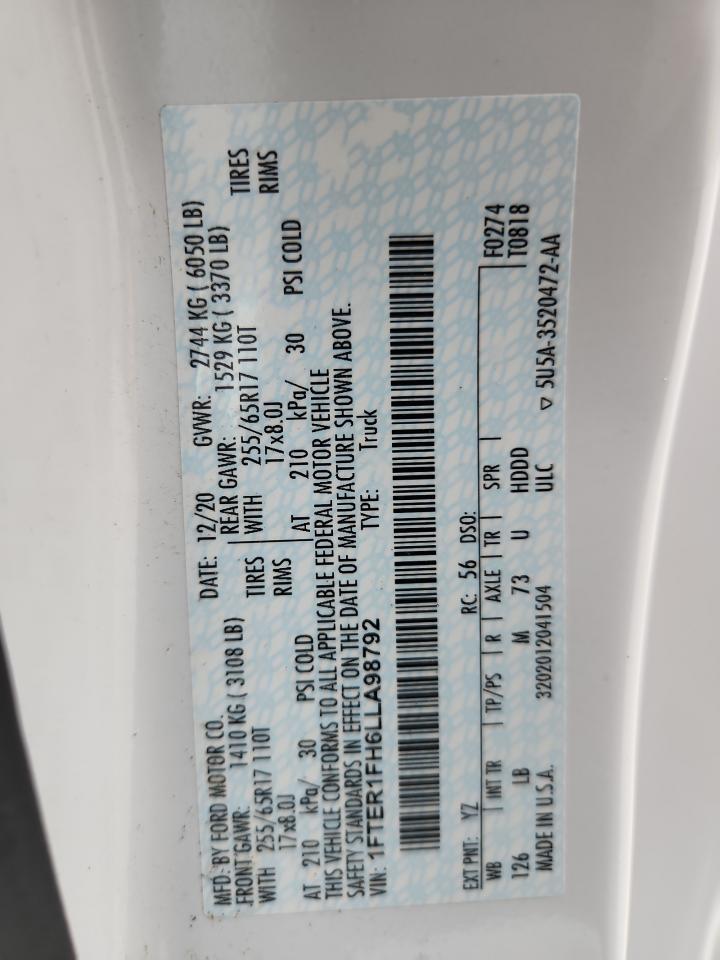 MFD. BY FORD MOTOR CO. DATE: 12/20 GVWR: 2744 KG ( 6050 LB)
FRONT GAWR: 1410 KG ( 3108 LB) REAR GAWR: 1529 KG ( 3370 LB)
WITH 255/65R17 110T TIRES WITH 255/65R17 110T TIRES
17x8.0J RIMS 17x8.0J RIMS
AT 210 kPa/ 30 PSI COLD AT 210 kPa/ 30 PSI COLD
THIS VEHICLE CONFORMS TO ALL APPLICABLE FEDERAL MOTOR VEHICLE
SAFETY STANDARDS IN EFFECT ON THE DATE OF MANUFACTURE SHOWN ABOVE.
VIN: 1FTER1FH6LLA98792 TYPE: Truck
EXT PNT: YZ RC: 56 DSO: F0274
WB INT TR TP/PS R AXLE TR SPR T0818
126 LB M 73 U HDDD
MADE IN U.S.A. 3202012041504 ULC ▽ 5U5A-3520472-AA